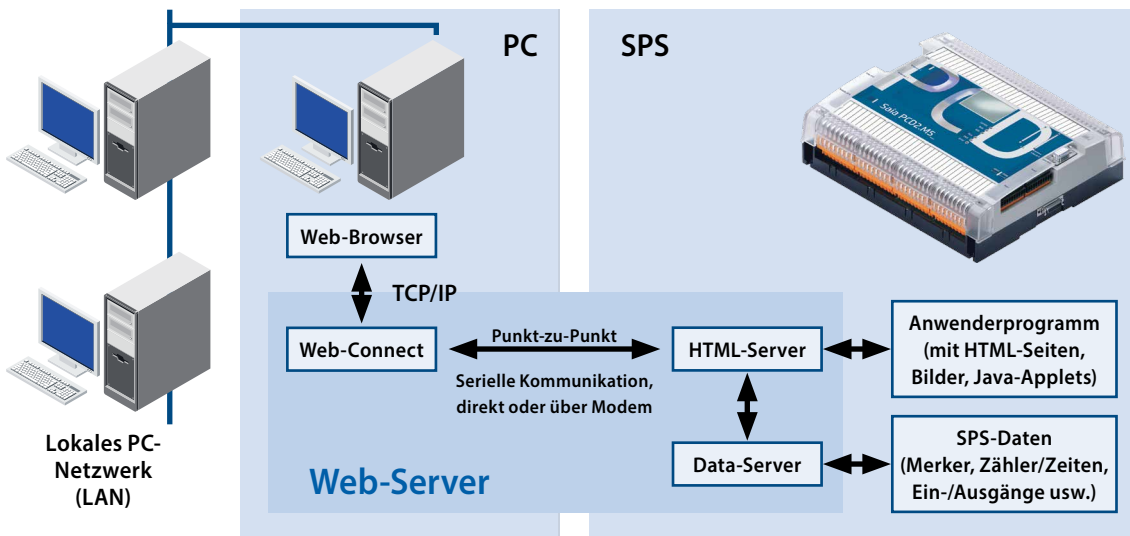 PC
SPS
Saia PCD2.M5_
PCD
Web-Browser
TCP/IP
Web-Connect
Punkt-zu-Punkt
Serielle Kommunikation,
direkt oder über Modem
HTML-Server
Anwenderprogramm
(mit HTML-Seiten,
Bilder, Java-Applets)
Data-Server
SPS-Daten
(Merker, Zähler/Zeiten,
Ein-/Ausgänge usw.)
Web-Server
Lokales PC-
Netzwerk
(LAN)